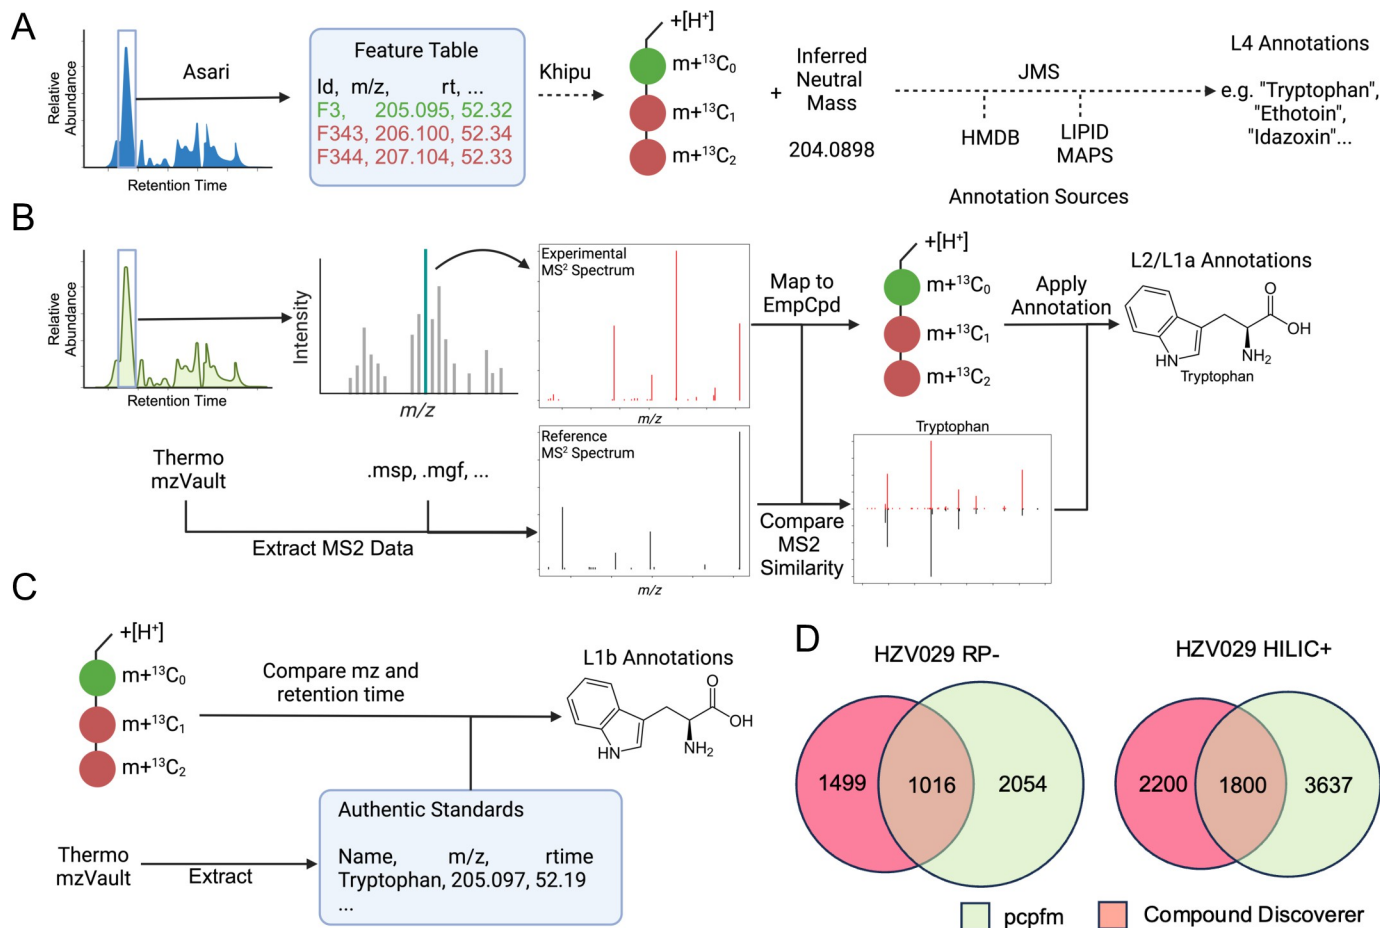 A
Relative
Abundance
Retention Time
Asari
Feature Table
Id, m/z, rt, ...
F3, 205.095, 52.32
F343, 206.100, 52.34
F344, 207.104, 52.33
Khipu
+[H⁺]
m+¹³C₀
m+¹³C₁
m+¹³C₂
+
Inferred
Neutral
Mass
204.0898
JMS
HMDB
LIPID
MAPS
Annotation Sources
L4 Annotations
e.g. "Tryptophan",
"Ethotoin",
"Idazoxin"...
B
Relative
Abundance
Retention Time
Intensity
m/z
Experimental
MS² Spectrum
m/z
Map to
EmpCpd
+[H⁺]
m+¹³C₀
m+¹³C₁
m+¹³C₂
Apply
Annotation
L2/L1a Annotations
O
OH
NH₂
HN
Tryptophan
Thermo
mzVault
.msp, .mgf, ...
Extract MS2 Data
Reference
MS² Spectrum
m/z
Compare
MS2
Similarity
Tryptophan
C
+[H⁺]
m+¹³C₀
m+¹³C₁
m+¹³C₂
Compare mz and
retention time
L1b Annotations
O
OH
NH₂
HN
Thermo
mzVault
Extract
Authentic Standards
Name, m/z, rtime
Tryptophan, 205.097, 52.19
...
D
HZV029 RP-
1499
1016
2054
HZV029 HILIC+
2200
1800
3637
pcpfm
Compound Discoverer